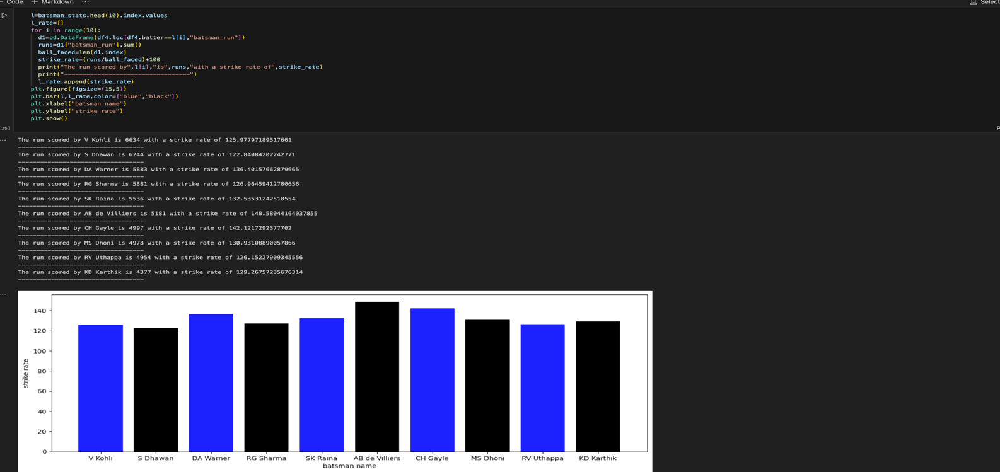 Code + Markdown ...
Select
l=batsman_stats.head(10).index.values
l_rate=[]
for i in range(10):
d1=pd.DataFrame(df4.loc[df4.batter==l[i],"batsman_run"])
runs=d1["batsman_run"].sum()
ball_faced=len(d1.index)
strike_rate=(runs/ball_faced)*100
print("The run scored by",l[i],"is",runs,"with a strike rate of",strike_rate)
print("----------------------------------")
l_rate.append(strike_rate)
plt.figure(figsize=(15,5))
plt.bar(l,l_rate,color=["blue","black"])
plt.xlabel("batsman name")
plt.ylabel("strike rate")
plt.show()
25]
P
...
The run scored by V Kohli is 6634 with a strike rate of 125.97797189517661
----------------------------------
The run scored by S Dhawan is 6244 with a strike rate of 122.84084202242771
----------------------------------
The run scored by DA Warner is 5883 with a strike rate of 136.40157662879665
----------------------------------
The run scored by RG Sharma is 5881 with a strike rate of 126.96459412780656
----------------------------------
The run scored by SK Raina is 5536 with a strike rate of 132.53531242518554
----------------------------------
The run scored by AB de Villiers is 5181 with a strike rate of 148.58044164037855
----------------------------------
The run scored by CH Gayle is 4997 with a strike rate of 142.1217292377702
----------------------------------
The run scored by MS Dhoni is 4978 with a strike rate of 130.93108890057866
----------------------------------
The run scored by RV Uthappa is 4954 with a strike rate of 126.15227909345556
----------------------------------
The run scored by KD Karthik is 4377 with a strike rate of 129.26757235676314
----------------------------------
...
140
120
100
80
60
40
20
0
strike rate
V Kohli S Dhawan DA Warner RG Sharma SK Raina AB de Villiers CH Gayle MS Dhoni RV Uthappa KD Karthik
batsman name